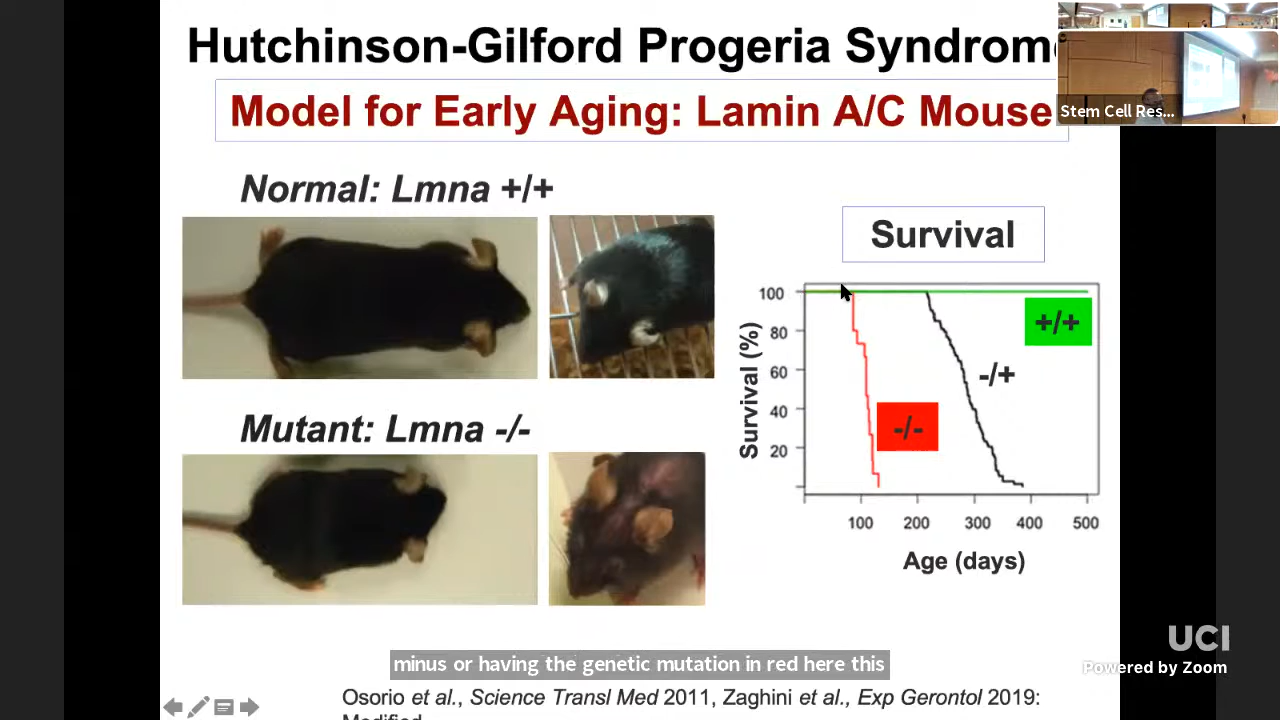 Hutchinson-Gilford Progeria Syndrome
Model for Early Aging: Lamin A/C Mouse
Stem Cell Res...
Normal: Lmna +/+
Survival
Survival (%)
100
80
60
40
20
+/+
-/+
-/-
100 200 300 400 500
Age (days)
Mutant: Lmna -/-
UCI
Powered by Zoom
minus or having the genetic mutation in red here this
Osorio et al., Science Transl Med 2011, Zaghini et al., Exp Gerontol 2019: